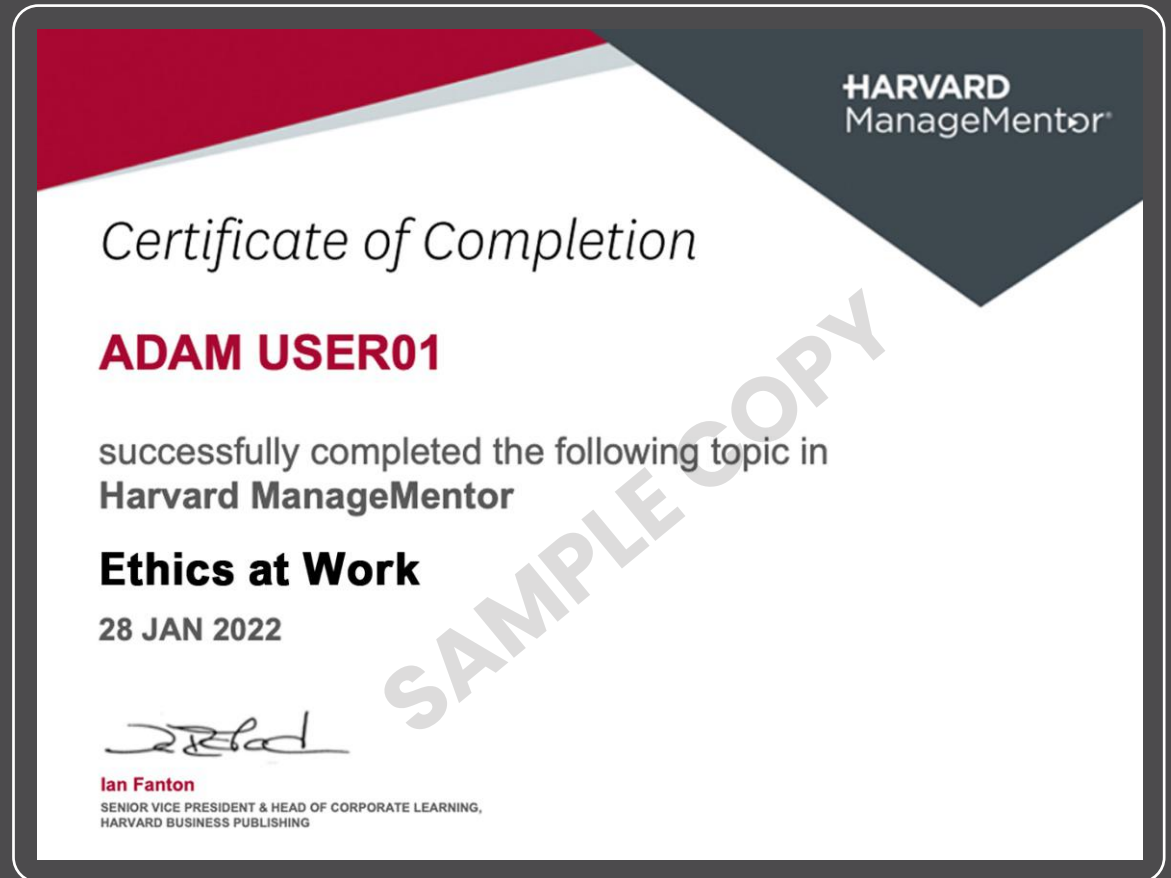 HARVARD
ManageMentor®
Certificate of Completion
ADAM USER01
successfully completed the following topic in
Harvard ManageMentor
Ethics at Work
28 JAN 2022
SAMPLE COPY
Ian Fanton
SENIOR VICE PRESIDENT & HEAD OF CORPORATE LEARNING,
HARVARD BUSINESS PUBLISHING